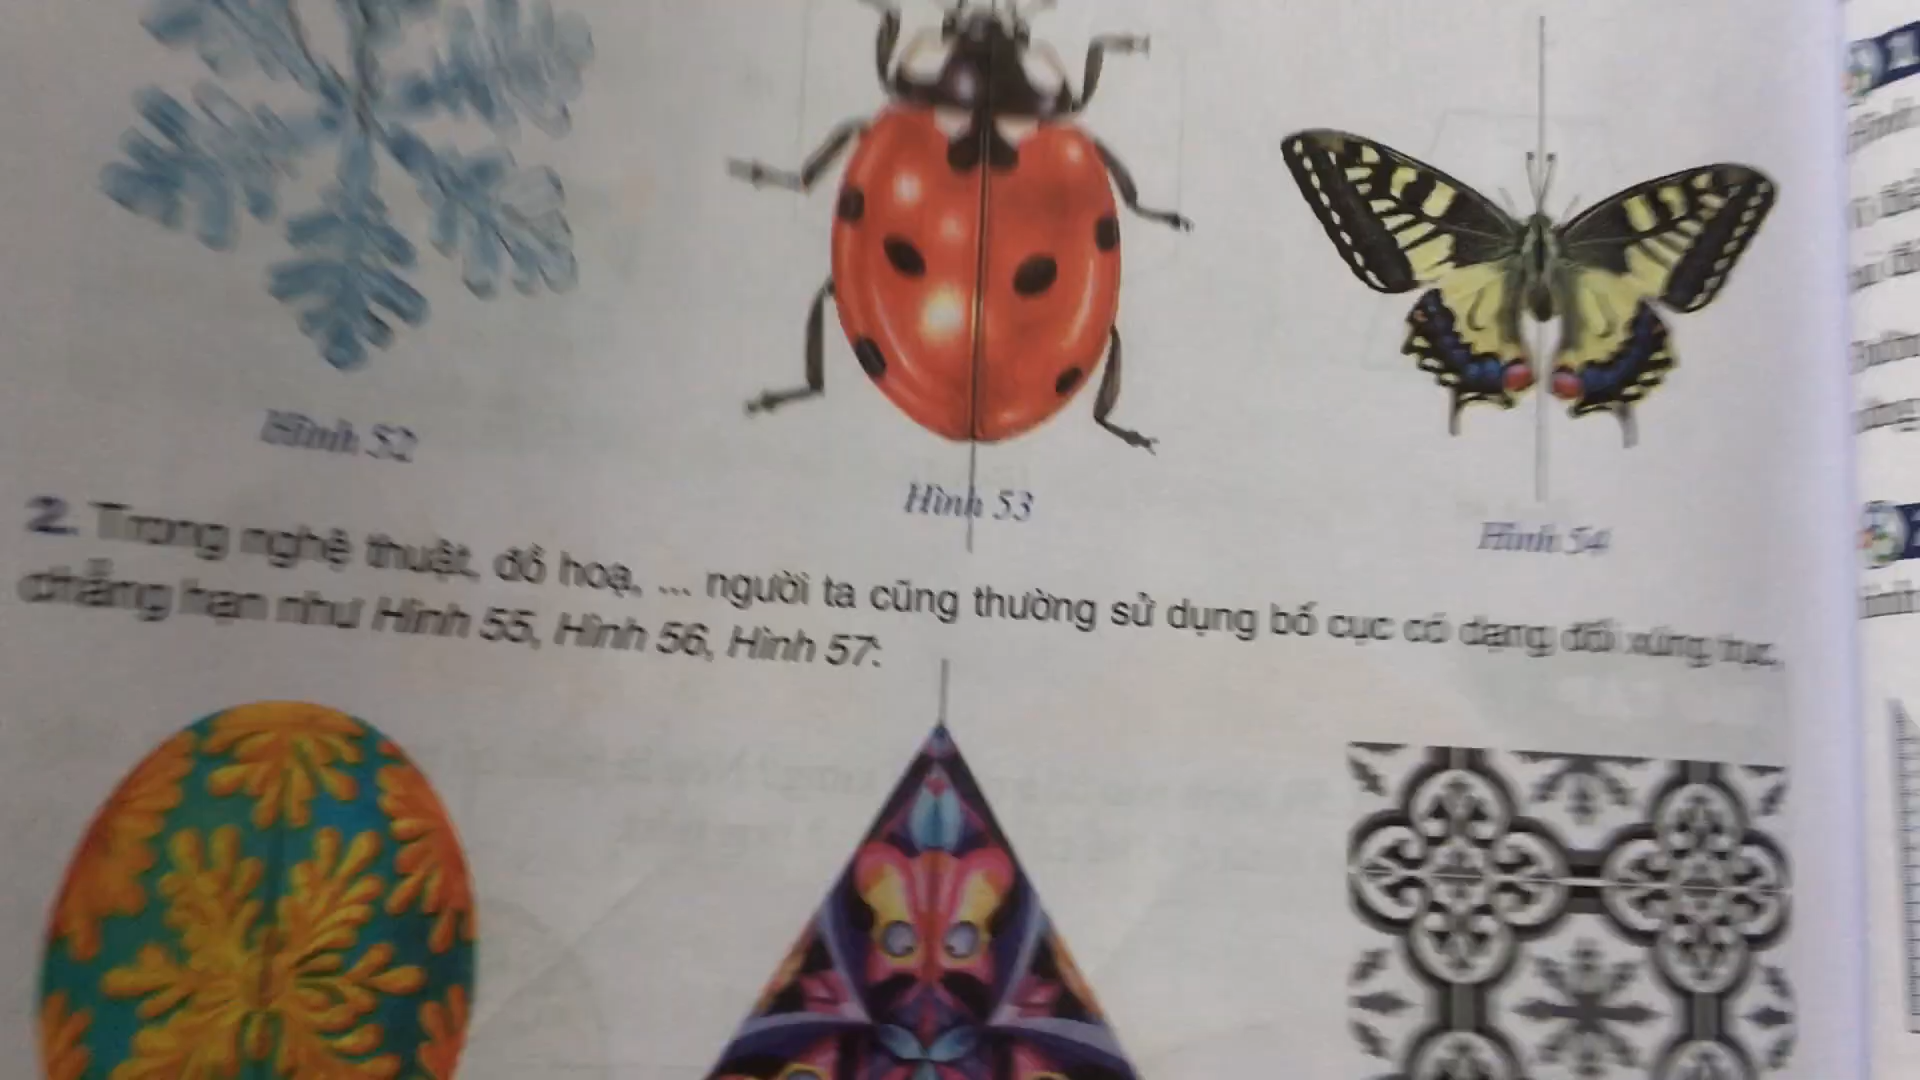 Hình 52
Hình 53
Hình 54
2. Trong nghệ thuật, đồ hoạ, ... người ta cũng thường sử dụng bố cục có dạng đối xứng trục,
chẳng hạn như Hình 55, Hình 56, Hình 57: